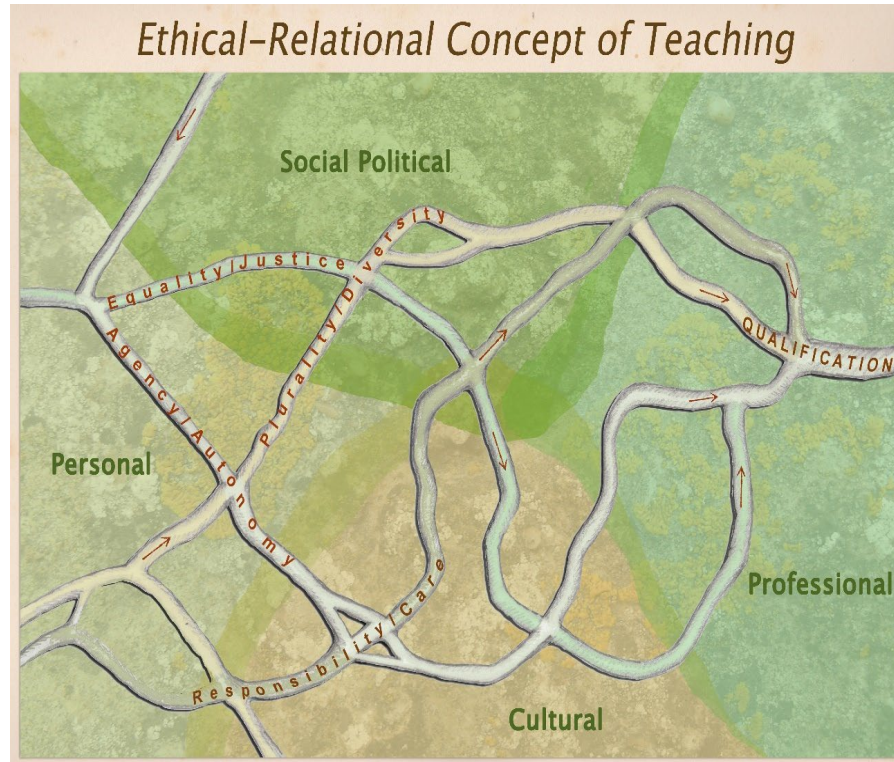 Ethical-Relational Concept of Teaching
Social Political
Plurality/Diversity
Equality/Justice
QUALIFICATION
Agency/Autonomy
Personal
Responsibility/Care
Professional
Cultural